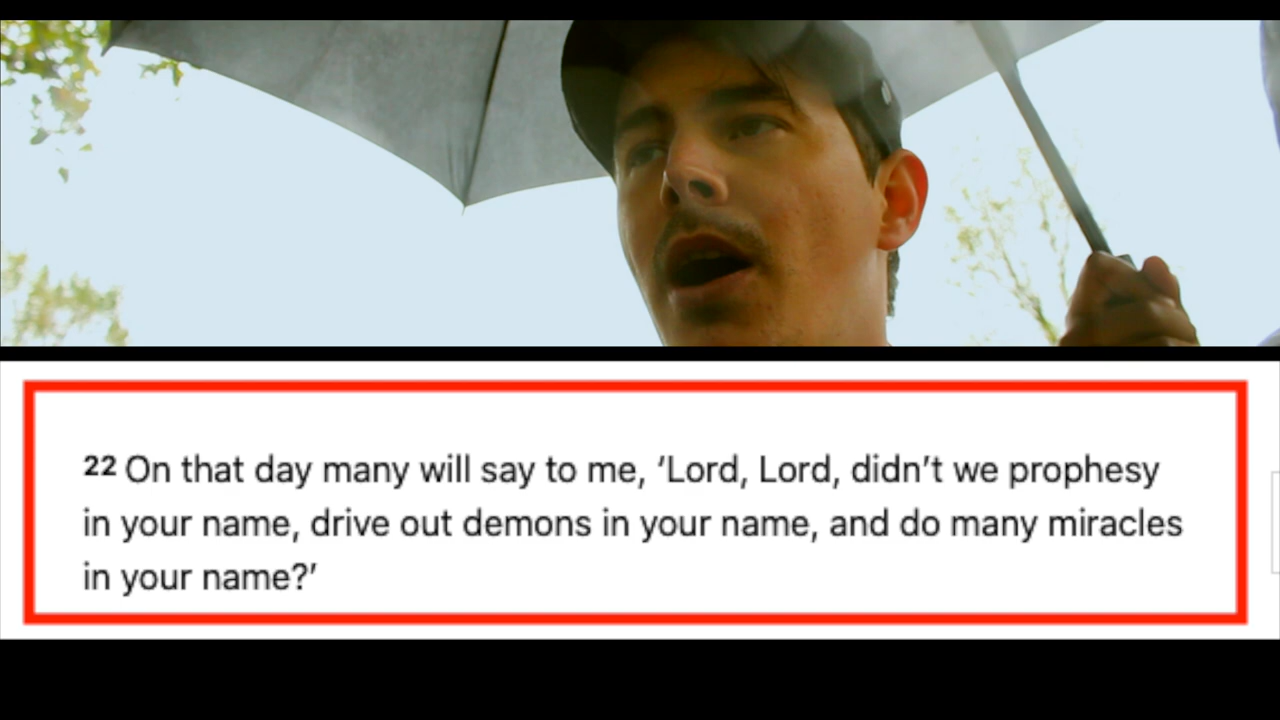 22 On that day many will say to me, ‘Lord, Lord, didn’t we prophesy
in your name, drive out demons in your name, and do many miracles
in your name?’